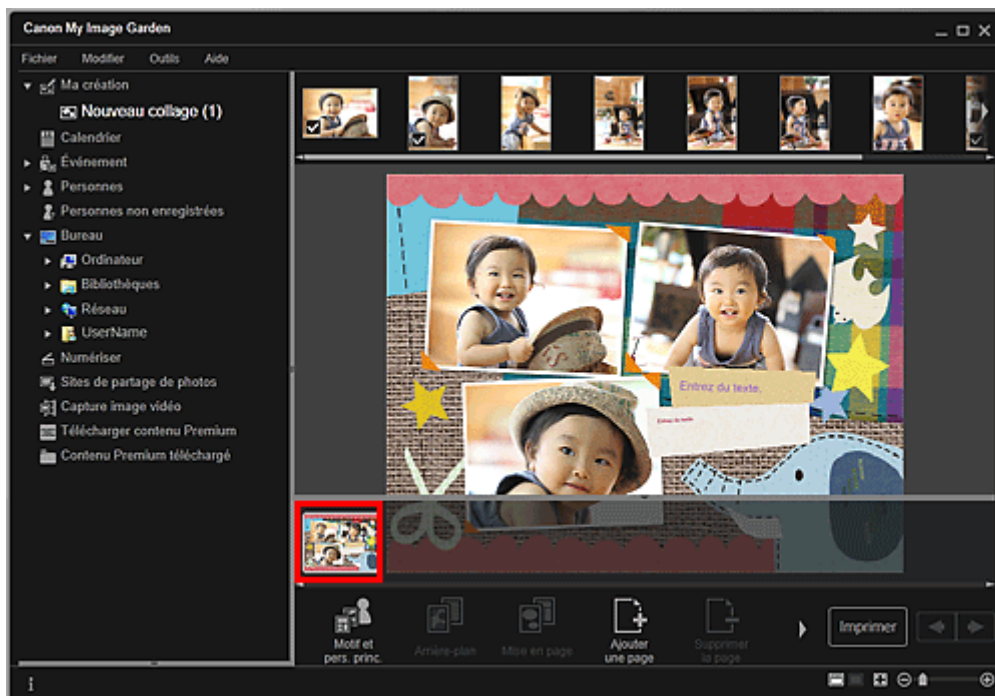 Canon My Image Garden
Fichier Modifier Outils Aide
Ma création
Nouveau collage (1)
Calendrier
Événement
Personnes
Personnes non enregistrées
Bureau
Ordinateur
Bibliothèques
Réseau
UserName
Numériser
Sites de partage de photos
Capture image vidéo
Télécharger contenu Premium
Contenu Premium téléchargé
Entrez du texte.
Entrez du texte.
Motif et
pers. princ.
Arrière-plan
Mise en page
Ajouter
une page
Supprimer
la page
Imprimer